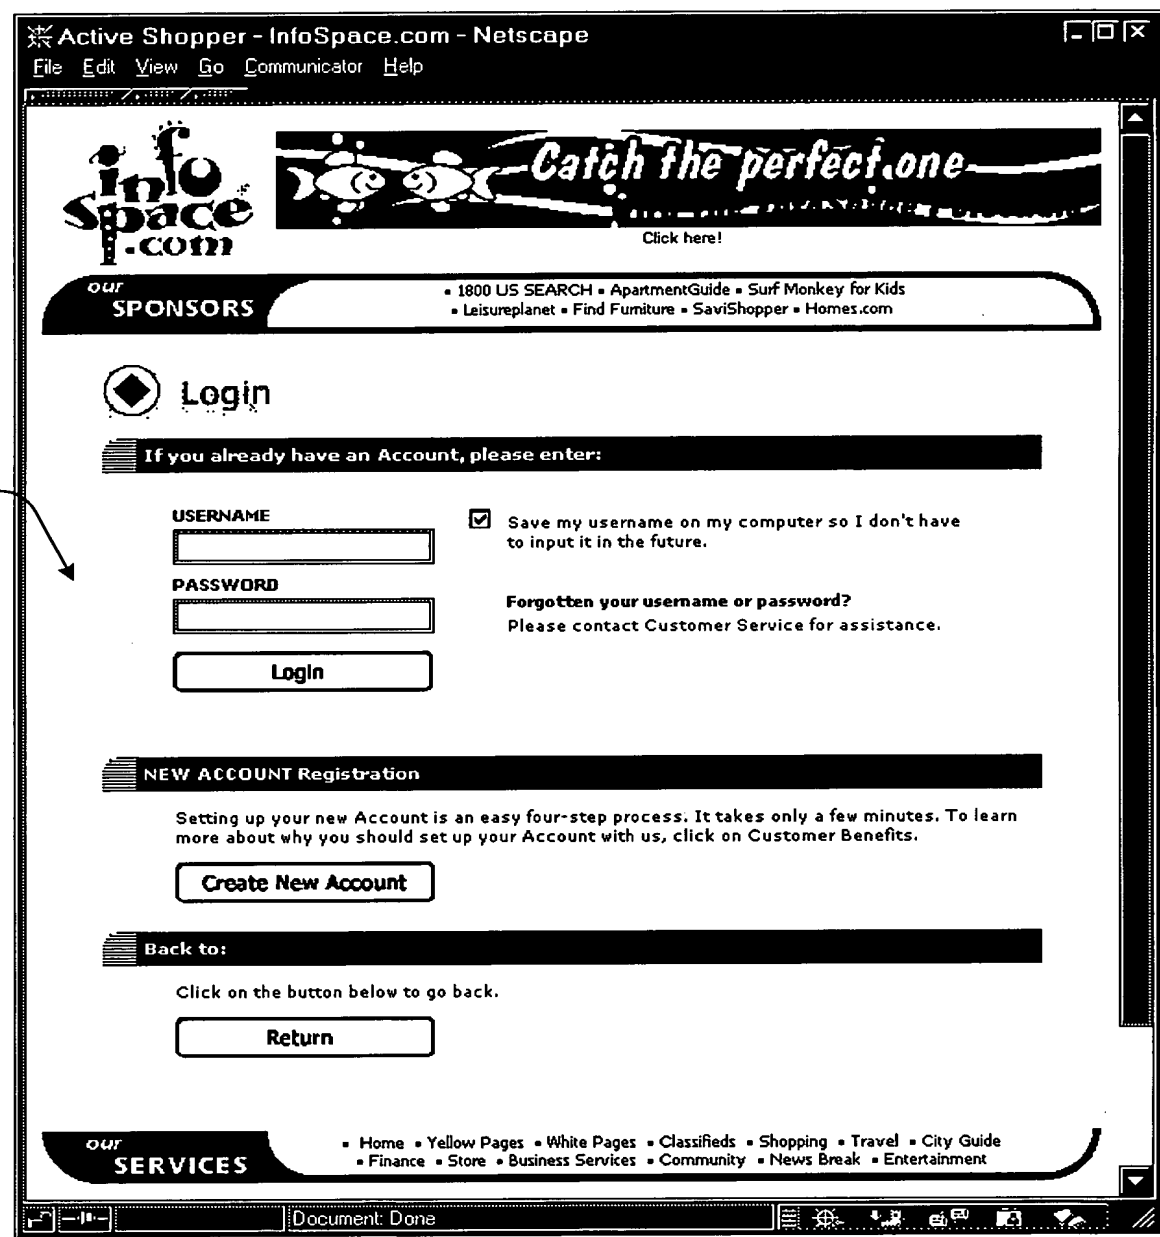 Active Shopper - InfoSpace.com - Netscape
File Edit View Go Communicator Help
info
Space
.com
Catch the perfect one
Click here!
our
SPONSORS
▪ 1800 US SEARCH ▪ ApartmentGuide ▪ Surf Monkey for Kids
▪ Leisureplanet ▪ Find Furniture ▪ SaviShopper ▪ Homes.com
Login
If you already have an Account, please enter:
USERNAME
Save my username on my computer so I don't have
to input it in the future.
PASSWORD
Forgotten your username or password?
Please contact Customer Service for assistance.
Login
NEW ACCOUNT Registration
Setting up your new Account is an easy four-step process. It takes only a few minutes. To learn
more about why you should set up your Account with us, click on Customer Benefits.
Create New Account
Back to:
Click on the button below to go back.
Return
our
SERVICES
▪ Home ▪ Yellow Pages ▪ White Pages ▪ Classifieds ▪ Shopping ▪ Travel ▪ City Guide
▪ Finance ▪ Store ▪ Business Services ▪ Community ▪ News Break ▪ Entertainment
Document: Done